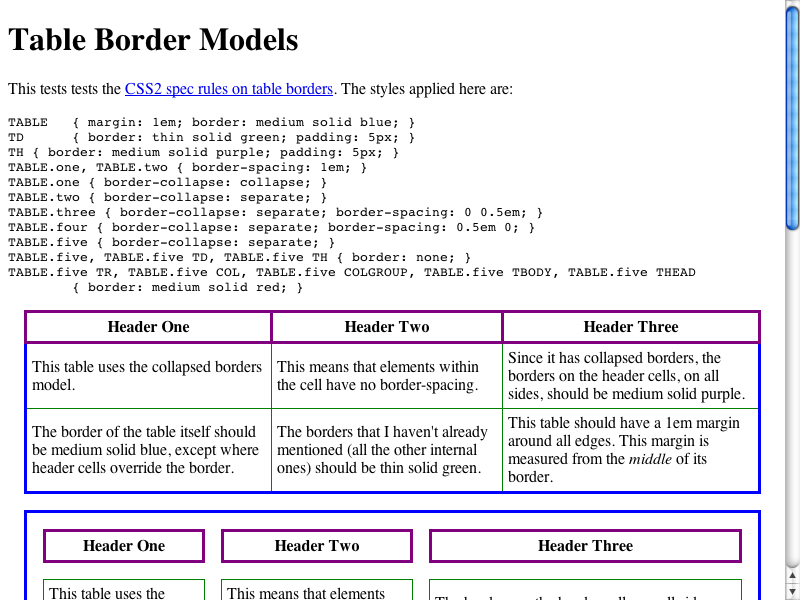 Table Border Models
This tests tests the CSS2 spec rules on table borders. The styles applied here are:
TABLE   { margin: 1em; border: medium solid blue; }
TD      { border: thin solid green; padding: 5px; }
TH { border: medium solid purple; padding: 5px; }
TABLE.one, TABLE.two { border-spacing: 1em; }
TABLE.one { border-collapse: collapse; }
TABLE.two { border-collapse: separate; }
TABLE.three { border-collapse: separate; border-spacing: 0 0.5em; }
TABLE.four { border-collapse: separate; border-spacing: 0.5em 0; }
TABLE.five { border-collapse: separate; }
TABLE.five, TABLE.five TD, TABLE.five TH { border: none; }
TABLE.five TR, TABLE.five COL, TABLE.five COLGROUP, TABLE.five TBODY, TABLE.five THEAD
        { border: medium solid red; }
Header One
Header Two
Header Three
This table uses the collapsed borders
model.
This means that elements within
the cell have no border-spacing.
Since it has collapsed borders, the
borders on the header cells, on all
sides, should be medium solid purple.
The border of the table itself should
be medium solid blue, except where
header cells override the border.
The borders that I haven't already
mentioned (all the other internal
ones) should be thin solid green.
This table should have a 1em margin
around all edges. This margin is
measured from the middle of its
border.
Header One
Header Two
Header Three
This table uses the
This means that elements